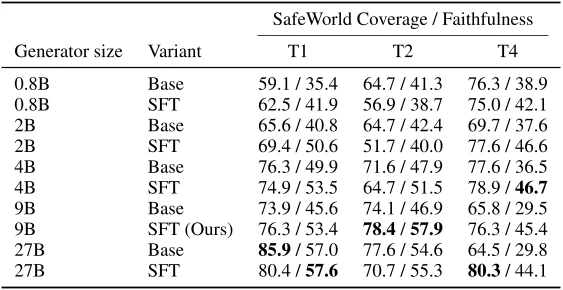 SafeWorld Coverage / Faithfulness
Generator size Variant T1 T2 T4
0.8B Base 59.1 / 35.4 64.7 / 41.3 76.3 / 38.9
0.8B SFT 62.5 / 41.9 56.9 / 38.7 75.0 / 42.1
2B Base 65.6 / 40.8 64.7 / 42.4 69.7 / 37.6
2B SFT 69.4 / 50.6 51.7 / 40.0 77.6 / 46.6
4B Base 76.3 / 49.9 71.6 / 47.9 77.6 / 36.5
4B SFT 74.9 / 53.5 64.7 / 51.5 78.9 / 46.7
9B Base 73.9 / 45.6 74.1 / 46.9 65.8 / 29.5
9B SFT (Ours) 76.3 / 53.4 78.4 / 57.9 76.3 / 45.4
27B Base 85.9 / 57.0 77.6 / 54.6 64.5 / 29.8
27B SFT 80.4 / 57.6 70.7 / 55.3 80.3 / 44.1